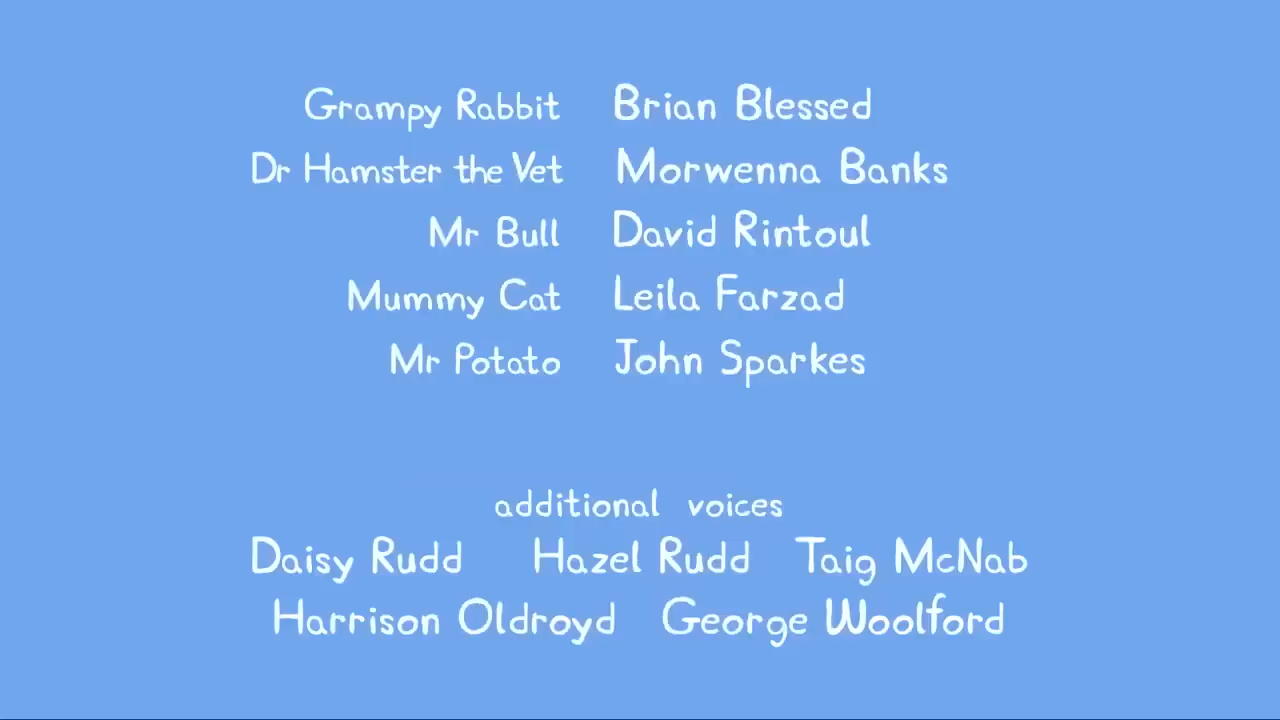 Grampy Rabbit Brian Blessed
Dr Hamster the Vet Morwenna Banks
Mr Bull David Rintoul
Mummy Cat Leila Farzad
Mr Potato John Sparkes
additional voices
Daisy Rudd Hazel Rudd Taig McNab
Harrison Oldroyd George Woolford